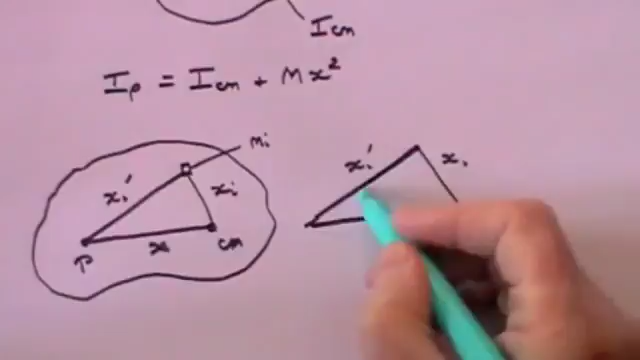 Icm
Ip = Icm + Mx²
mi
xi'
xi
x
P
cm
xi'
xi